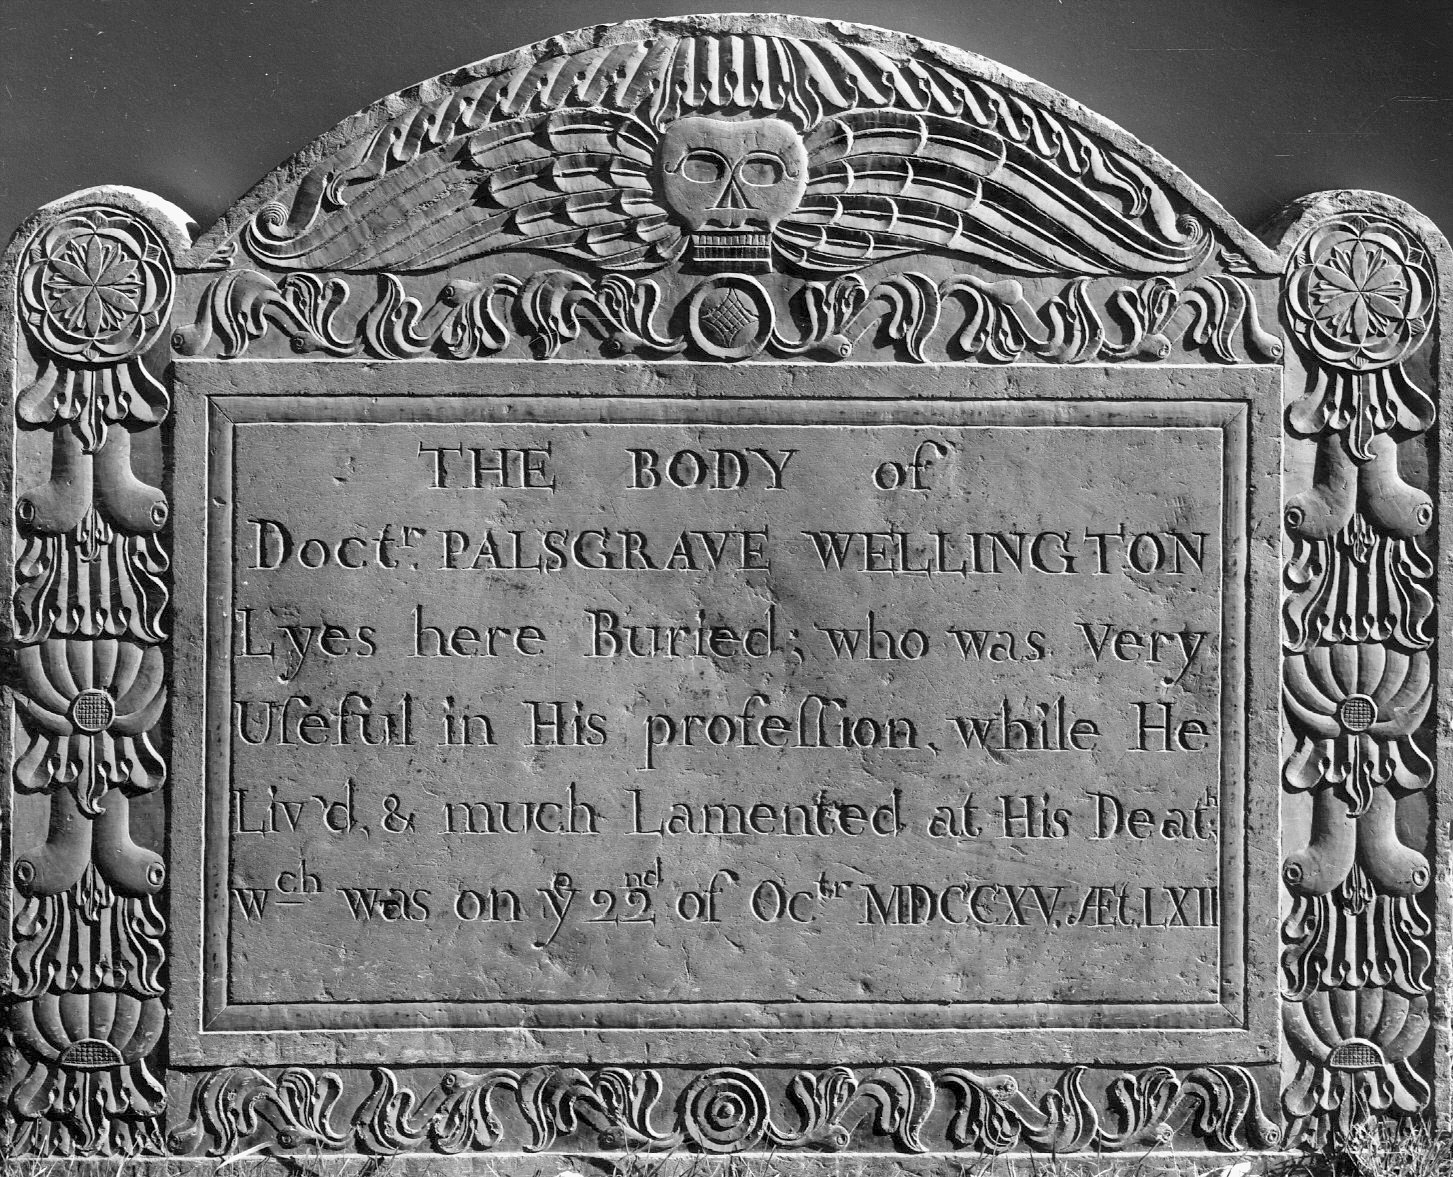 THE BODY of
Doctr. PALSGRAVE WELLINGTON
Lyes here Buried; who was Very
Uſeful in His profeſſion, while He
Liv'd, & much Lamented at His Death,
wch was on ye 22nd of Octr MDCCXV. Æt. LXII